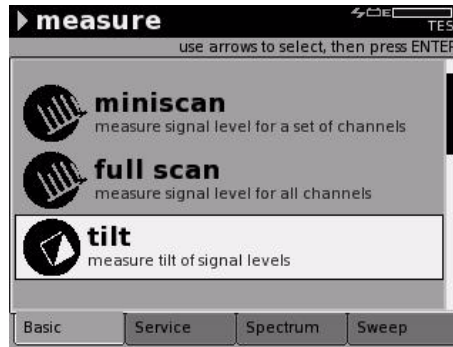 measure
E
TES
use arrows to select, then press ENTER
miniscan
measure signal level for a set of channels
full scan
measure signal level for all channels
tilt
measure tilt of signal levels
Basic Service Spectrum Sweep